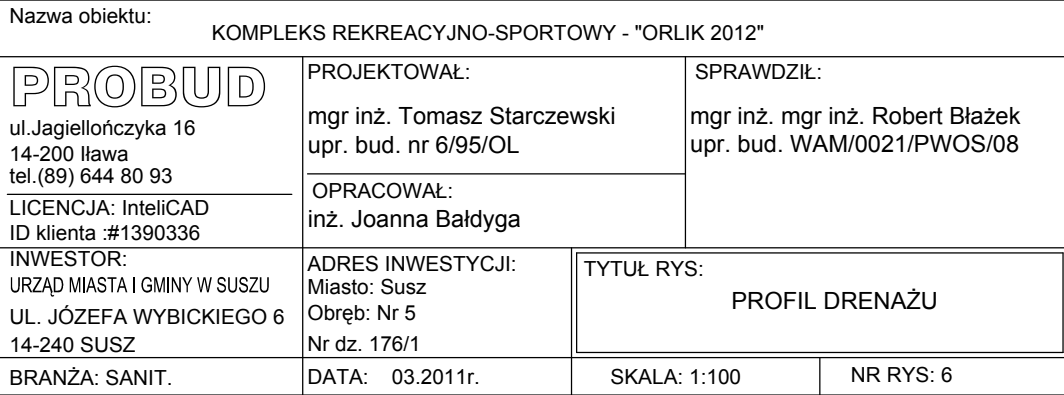 Nazwa obiektu:
KOMPLEKS REKREACYJNO-SPORTOWY - "ORLIK 2012"
PROBUD
ul.Jagiellończyka 16
14-200 Iława
tel.(89) 644 80 93
LICENCJA: InteliCAD
ID klienta :#1390336
PROJEKTOWAŁ:
mgr inż. Tomasz Starczewski
upr. bud. nr 6/95/OL
OPRACOWAŁ:
inż. Joanna Bałdyga
SPRAWDZIŁ:
mgr inż. mgr inż. Robert Błażek
upr. bud. WAM/0021/PWOS/08
INWESTOR:
URZĄD MIASTA I GMINY W SUSZU
UL. JÓZEFA WYBICKIEGO 6
14-240 SUSZ
ADRES INWESTYCJI:
Miasto: Susz
Obręb: Nr 5
Nr dz. 176/1
TYTUŁ RYS:
PROFIL DRENAŻU
BRANŻA: SANIT.
DATA: 03.2011r.
SKALA: 1:100
NR RYS: 6